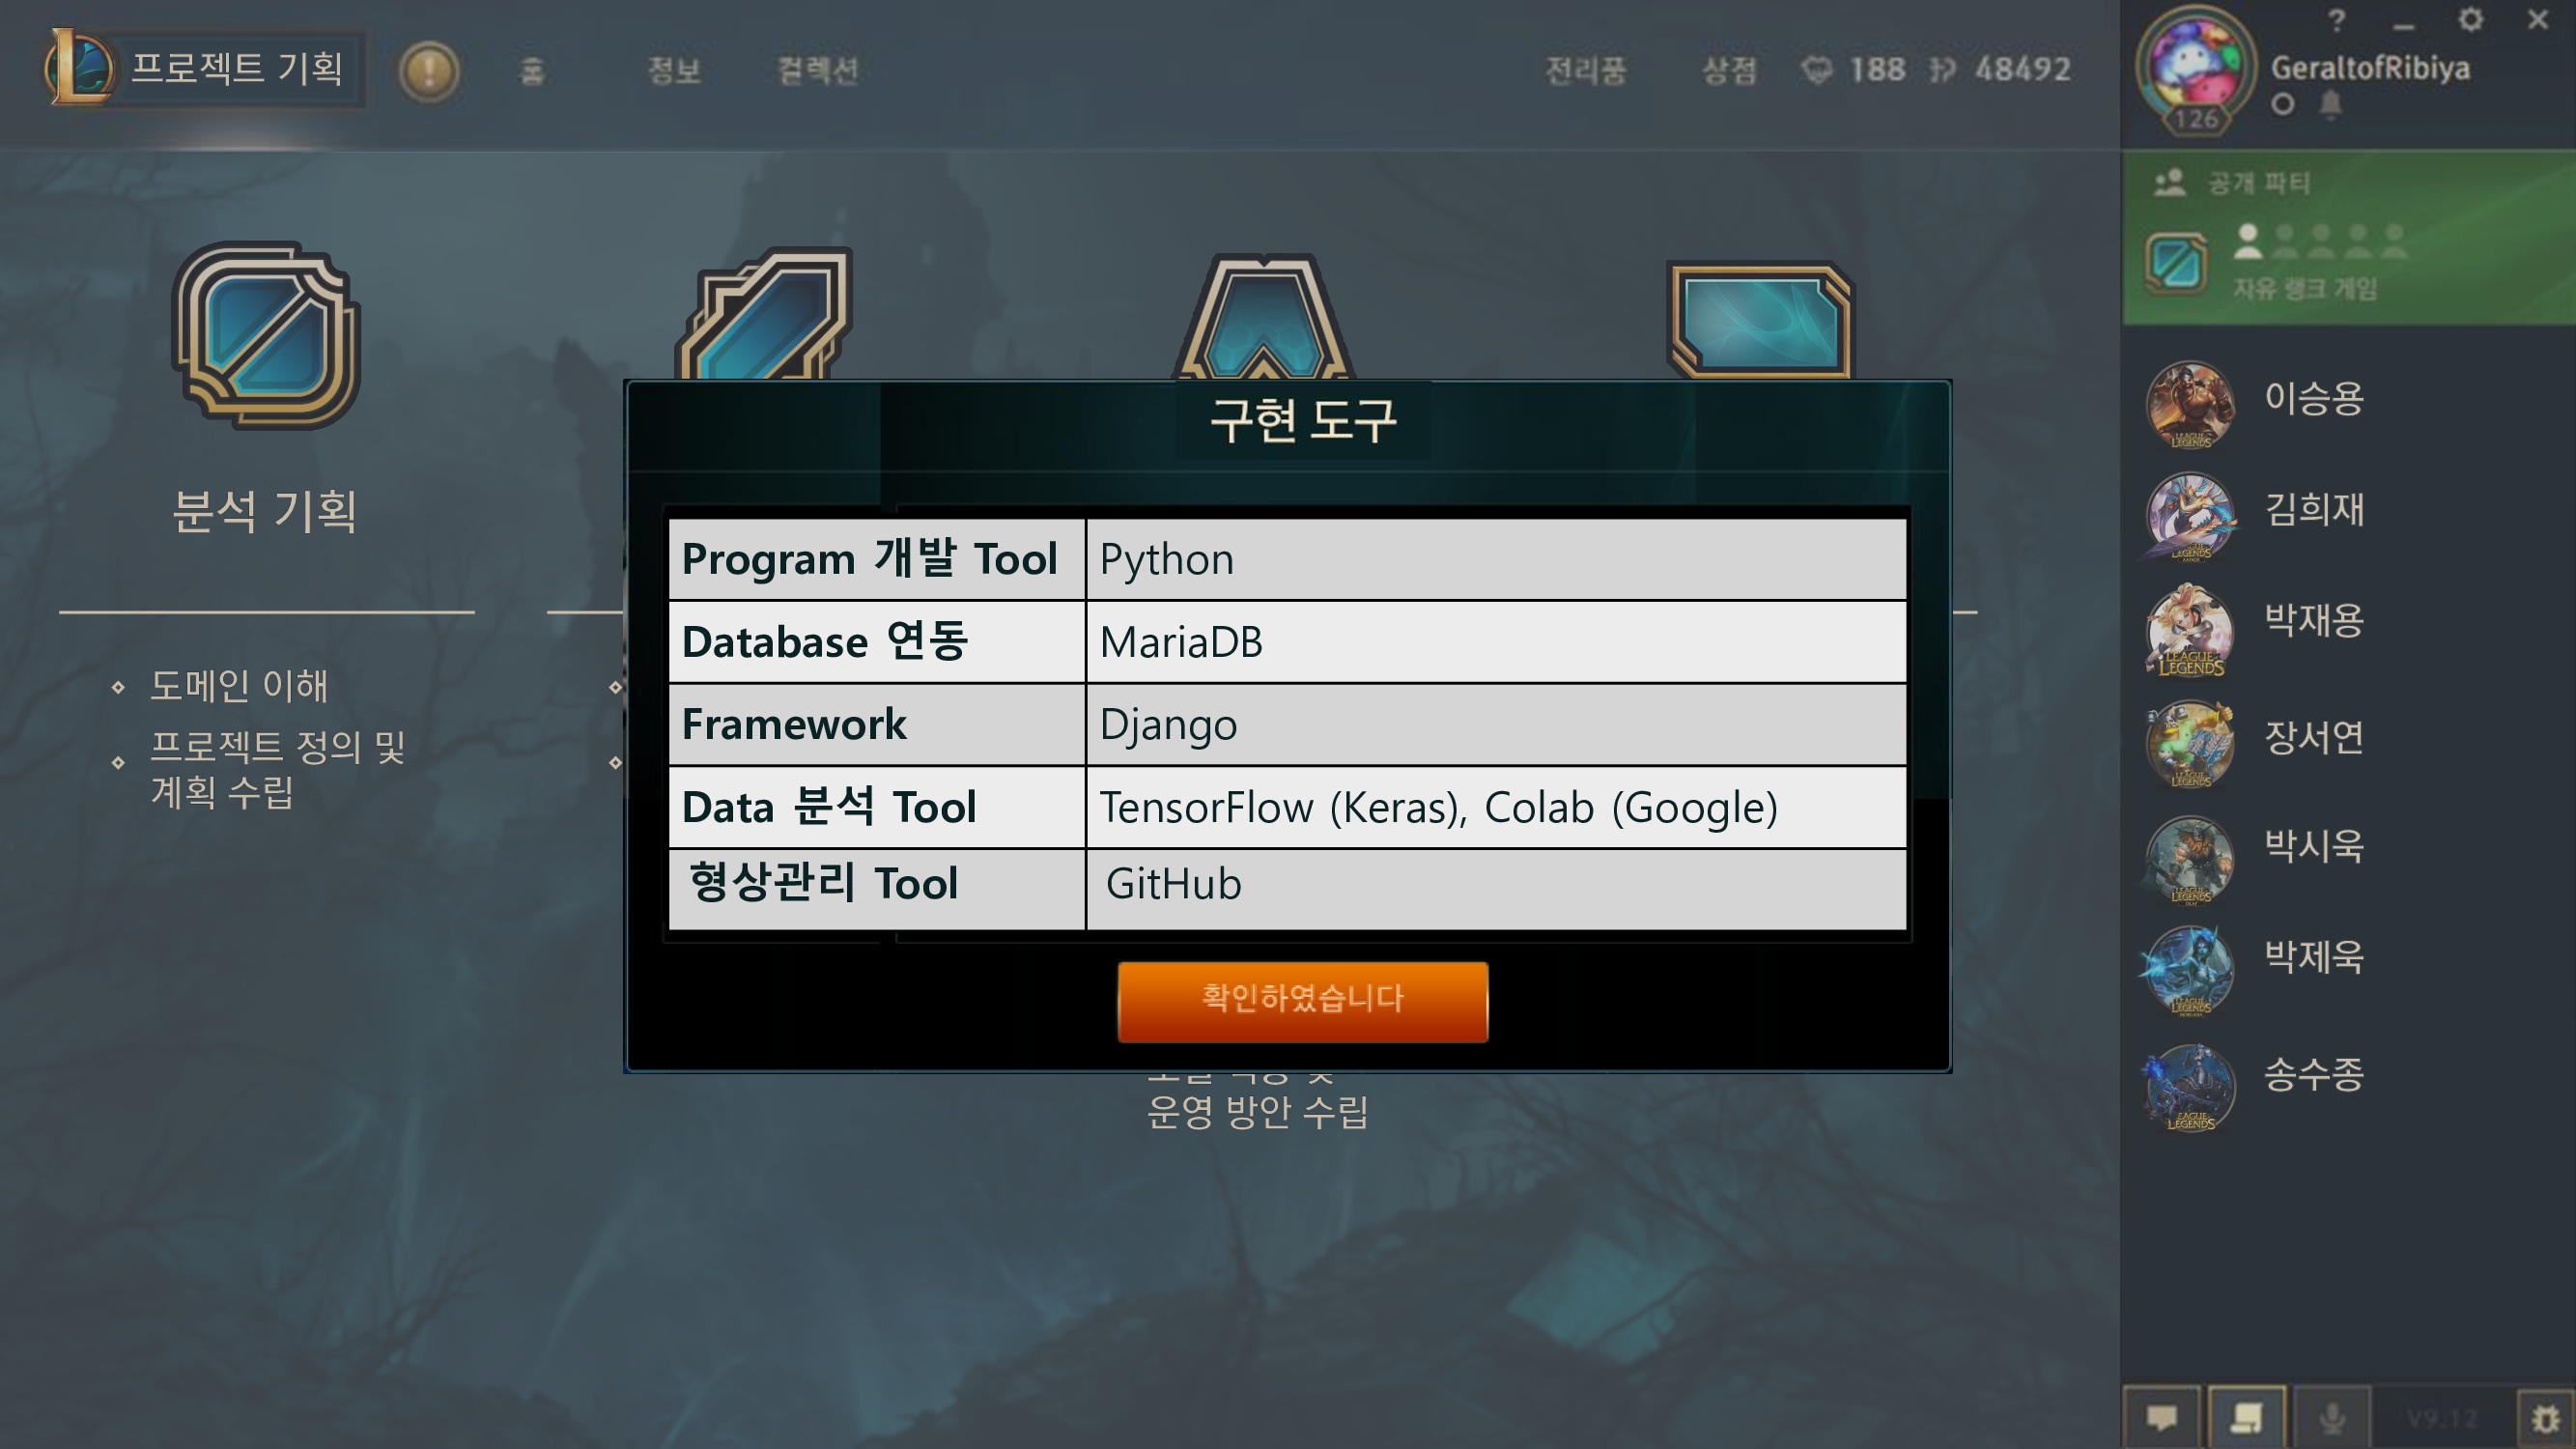 프로젝트 기획
홈
정보
컬렉션
전리품
상점
188
48492
GeraltofRibiya
126
공개 파티
자유 랭크 게임
분석 기획
도메인 이해
프로젝트 정의 및
계획 수립
구현 도구
Program 개발 Tool Python
Database 연동 MariaDB
Framework Django
Data 분석 Tool TensorFlow (Keras), Colab (Google)
형상관리 Tool GitHub
확인하였습니다
운영 방안 수립
이승용
김희재
박재용
LEAGUE
LEGENDS
장서연
박시욱
박제욱
송수종
V9.12